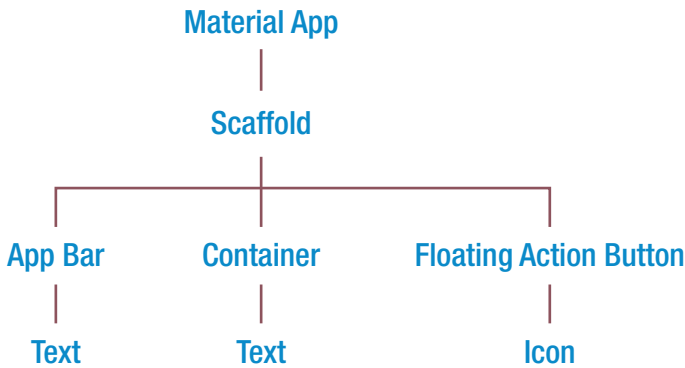 Material App
Scaffold
App Bar Container Floating Action Button
Text Text Icon